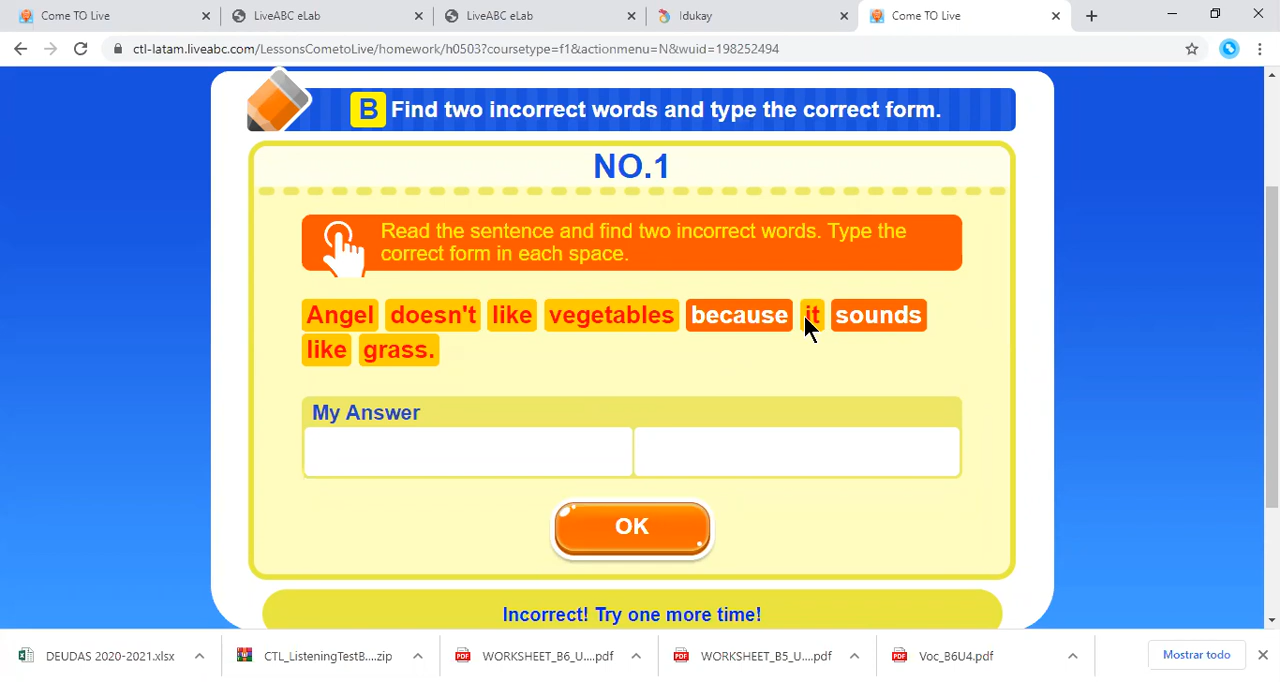 Come TO Live
LiveABC eLab
LiveABC eLab
Idukay
Come TO Live
ctl-latam.liveabc.com/LessonsCometoLive/homework/h0503?coursetype=f1&actionmenu=N&wuid=198252494
B Find two incorrect words and type the correct form.
NO.1
Read the sentence and find two incorrect words. Type the
correct form in each space.
Angel doesn't like vegetables because it sounds
like grass.
My Answer
OK
Incorrect! Try one more time!
DEUDAS 2020-2021.xlsx
CTL_ListeningTestB....zip
WORKSHEET_B6_U....pdf
WORKSHEET_B5_U....pdf
Voc_B6U4.pdf
Mostrar todo